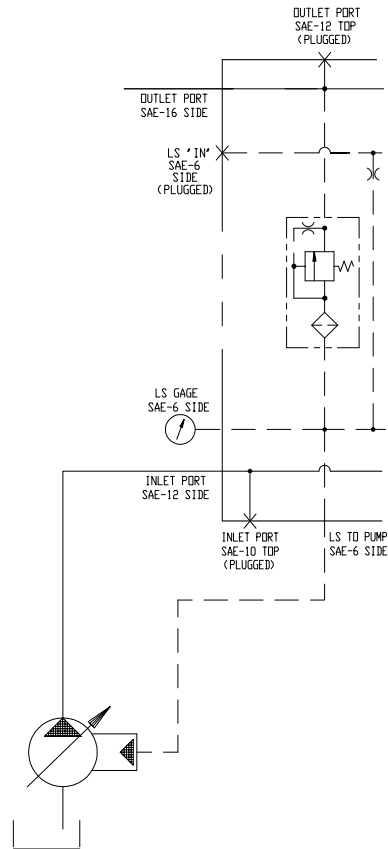 OUTLET PORT
SAE-12 TOP
(PLUGGED)
OUTLET PORT
SAE-16 SIDE
LS 'IN'
SAE-6
SIDE
(PLUGGED)
LS GAGE
SAE-6 SIDE
INLET PORT
SAE-12 SIDE
INLET PORT
SAE-10 TOP
(PLUGGED)
LS TO PUMP
SAE-6 SIDE